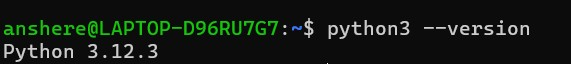 anshere@LAPTOP-D96RU7G7:~$ python3 --version
Python 3.12.3